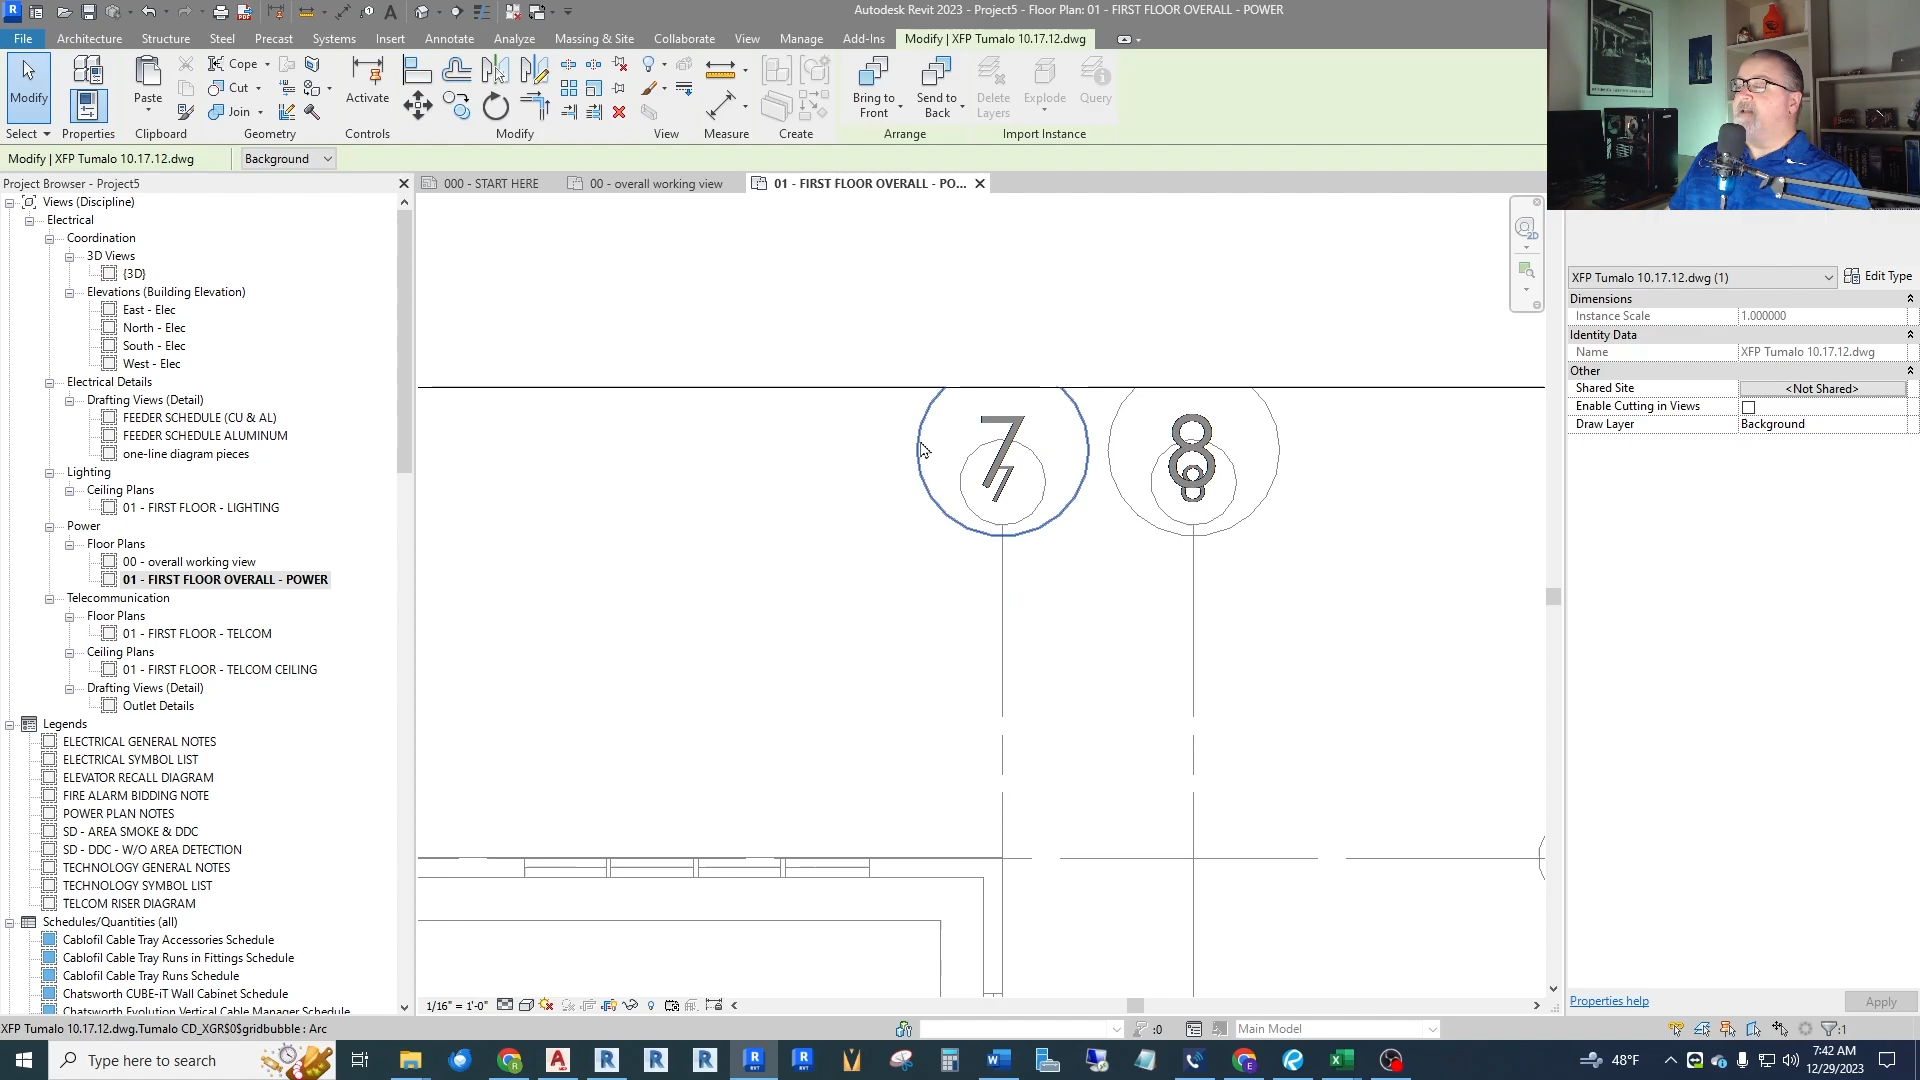 Autodesk Revit 2023 - Project5 - Floor Plan: 01 - FIRST FLOOR OVERALL - POWER
File Architecture Structure Steel Precast Systems Insert Annotate Analyze Massing & Site Collaborate View Manage Add-Ins Modify | XFP Tumalo 10.17.12.dwg
Modify Paste Cope Cut Join Activate Bring to Front Send to Back Delete Layers Explode Query
Select Properties Clipboard Geometry Controls Modify View Measure Create Arrange Import Instance
Modify | XFP Tumalo 10.17.12.dwg Background
Project Browser - Project5
000 - START HERE 00 - overall working view 01 - FIRST FLOOR OVERALL - PO...
Views (Discipline)
Electrical
Coordination
3D Views
{3D}
Elevations (Building Elevation)
East - Elec
North - Elec
South - Elec
West - Elec
Electrical Details
Drafting Views (Detail)
FEEDER SCHEDULE (CU & AL)
FEEDER SCHEDULE ALUMINUM
one-line diagram pieces
Lighting
Ceiling Plans
01 - FIRST FLOOR - LIGHTING
Power
Floor Plans
00 - overall working view
01 - FIRST FLOOR OVERALL - POWER
Telecommunication
Floor Plans
01 - FIRST FLOOR - TELCOM
Ceiling Plans
01 - FIRST FLOOR - TELCOM CEILING
Drafting Views (Detail)
Outlet Details
Legends
ELECTRICAL GENERAL NOTES
ELECTRICAL SYMBOL LIST
ELEVATOR RECALL DIAGRAM
FIRE ALARM BIDDING NOTE
POWER PLAN NOTES
SD - AREA SMOKE & DDC
SD - DDC - W/O AREA DETECTION
TECHNOLOGY GENERAL NOTES
TECHNOLOGY SYMBOL LIST
TELCOM RISER DIAGRAM
Schedules/Quantities (all)
Cablofil Cable Tray Accessories Schedule
Cablofil Cable Tray Runs in Fittings Schedule
Cablofil Cable Tray Runs Schedule
Chatsworth CUBE-iT Wall Cabinet Schedule
Chatsworth Evolution Vertical Cable Manager Schedule
7 8
7 8
2D
XFP Tumalo 10.17.12.dwg (1) Edit Type
Dimensions
Instance Scale 1.000000
Identity Data
Name XFP Tumalo 10.17.12.dwg
Other
Shared Site <Not Shared>
Enable Cutting in Views
Draw Layer Background
Properties help Apply
1/16" = 1'-0"
XFP Tumalo 10.17.12.dwg.Tumalo CD_XGR$0$gridbubble : Arc
:0 Main Model :1
Type here to search
48°F 7:42 AM
12/29/2023